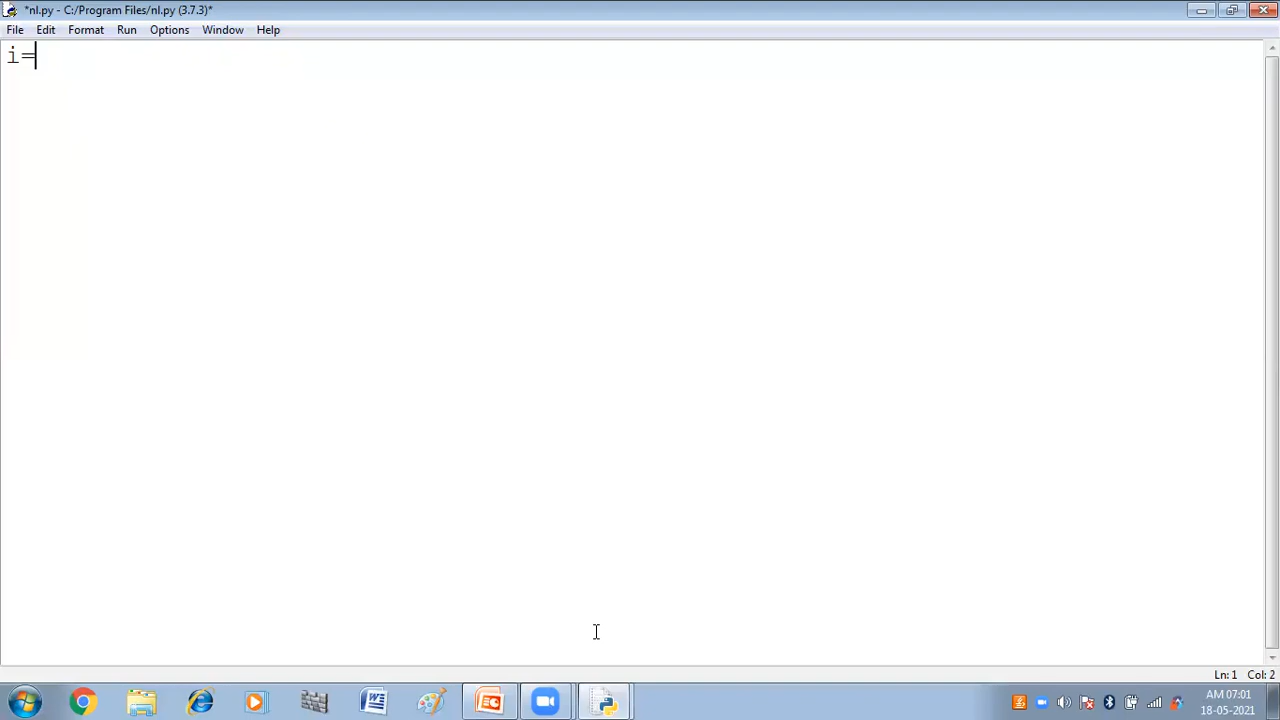 *nl.py - C:/Program Files/nl.py (3.7.3)*
File Edit Format Run Options Window Help
i=
Ln: 1 Col: 2
AM 07:01
18-05-2021